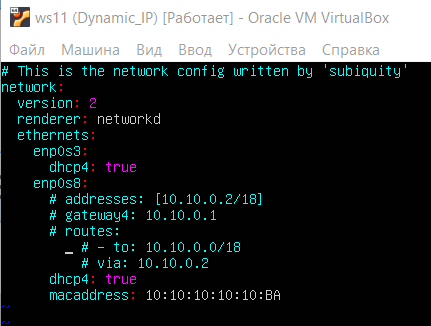 ws11 (Dynamic_IP) [Работает] - Oracle VM VirtualBox
Файл Машина Вид Ввод Устройства Справка
# This is the network config written by 'subiquity'
network:
  version: 2
  renderer: networkd
  ethernets:
    enp0s3:
      dhcp4: true
    enp0s8:
      # addresses: [10.10.0.2/18]
      # gateway4: 10.10.0.1
      # routes:
        _ # - to: 10.10.0.0/18
          # via: 10.10.0.2
      dhcp4: true
      macaddress: 10:10:10:10:10:BA
~
~